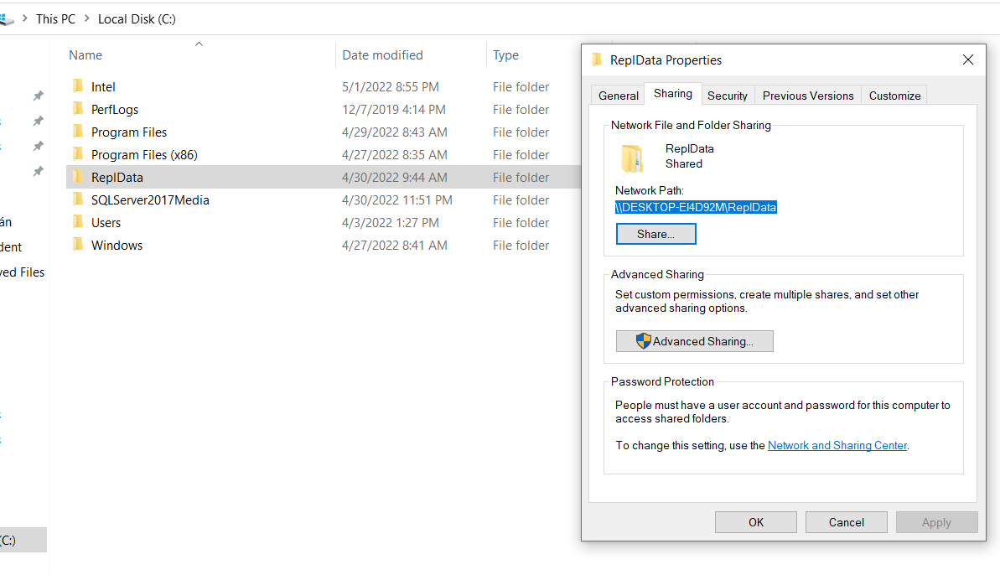 This PC > Local Disk (C:)
Name Date modified Type
Intel 5/1/2022 8:55 PM File folder
PerfLogs 12/7/2019 4:14 PM File folder
Program Files 4/29/2022 8:43 AM File folder
Program Files (x86) 4/27/2022 8:35 AM File folder
ReplData 4/30/2022 9:44 AM File folder
SQLServer2017Media 4/30/2022 11:51 PM File folder
Users 4/3/2022 1:27 PM File folder
Windows 4/27/2022 8:41 AM File folder
án
dent
ved Files
(C:)
ReplData Properties
General Sharing Security Previous Versions Customize
Network File and Folder Sharing
ReplData
Shared
Network Path:
\\DESKTOP-EI4D92M\ReplData
Share...
Advanced Sharing
Set custom permissions, create multiple shares, and set other
advanced sharing options.
Advanced Sharing...
Password Protection
People must have a user account and password for this computer to
access shared folders.
To change this setting, use the Network and Sharing Center.
OK Cancel Apply